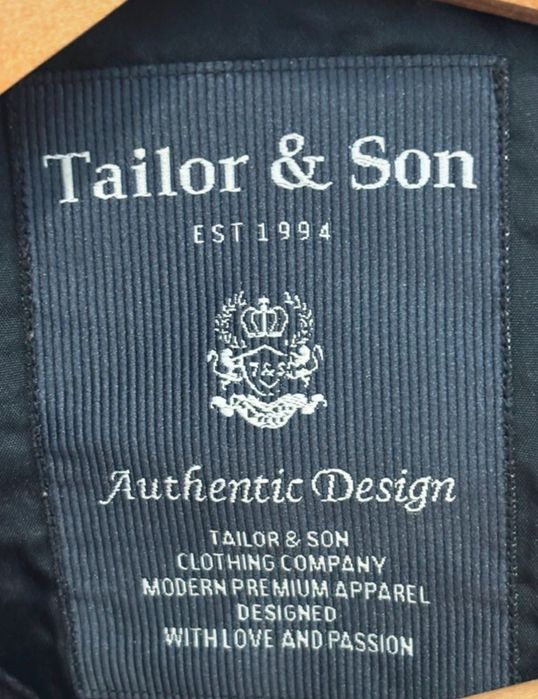 Tailor & Son
EST 1994
T&S
Authentic Design
TAILOR & SON
CLOTHING COMPANY
MODERN PREMIUM APPAREL
DESIGNED
WITH LOVE AND PASSION